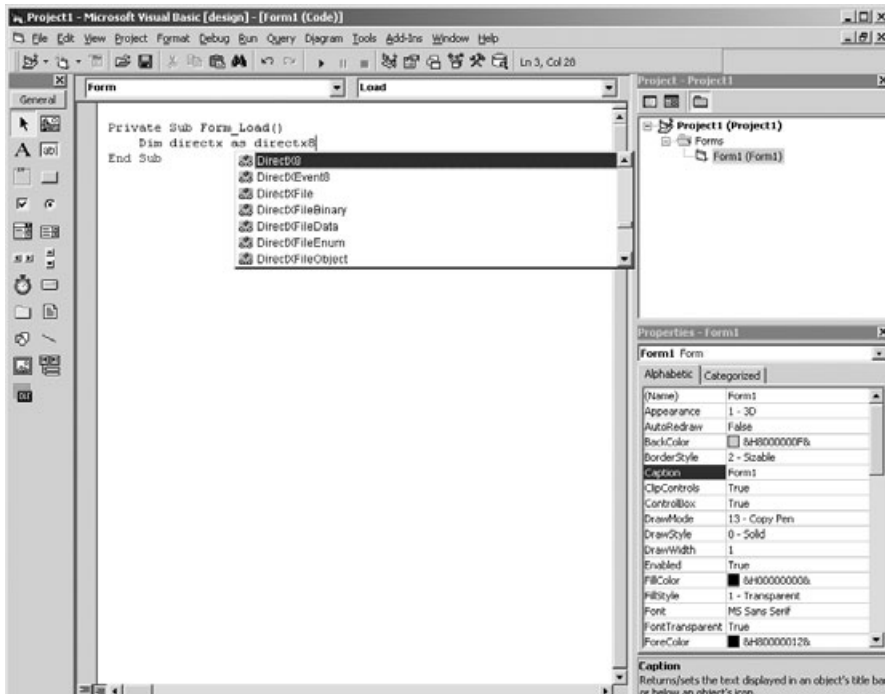 Project1 - Microsoft Visual Basic [design] - [Form1 (Code)]
File Edit View Project Format Debug Run Query Diagram Tools Add-Ins Window Help
Ln 3, Col 28
General
Form
Load
Private Sub Form_Load()
Dim directx as directx8
End Sub
DirectX8
DirectXEvent8
DirectXFile
DirectXFileBinary
DirectXFileData
DirectXFileEnum
DirectXFileObject
Project - Project1
Project1 (Project1)
Forms
Form1 (Form1)
Properties - Form1
Form1 Form
Alphabetic Categorized
(Name) Form1
Appearance 1 - 3D
AutoRedraw False
BackColor &H8000000F&
BorderStyle 2 - Sizable
Caption Form1
ClipControls True
ControlBox True
DrawMode 13 - Copy Pen
DrawStyle 0 - Solid
DrawWidth 1
Enabled True
FillColor &H00000000&
FillStyle 1 - Transparent
Font MS Sans Serif
FontTransparent True
ForeColor &H80000012&
Caption
Returns/sets the text displayed in an object's title ba
or below an object's icon.